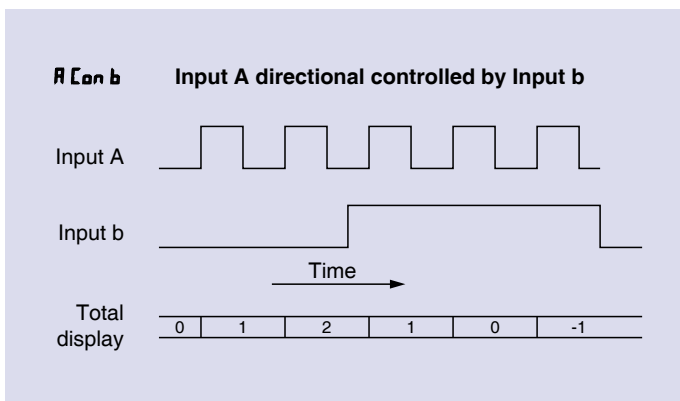 A Con b Input A directional controlled by Input b
Input A
Input b
Time
Total
display
0 1 2 1 0 -1